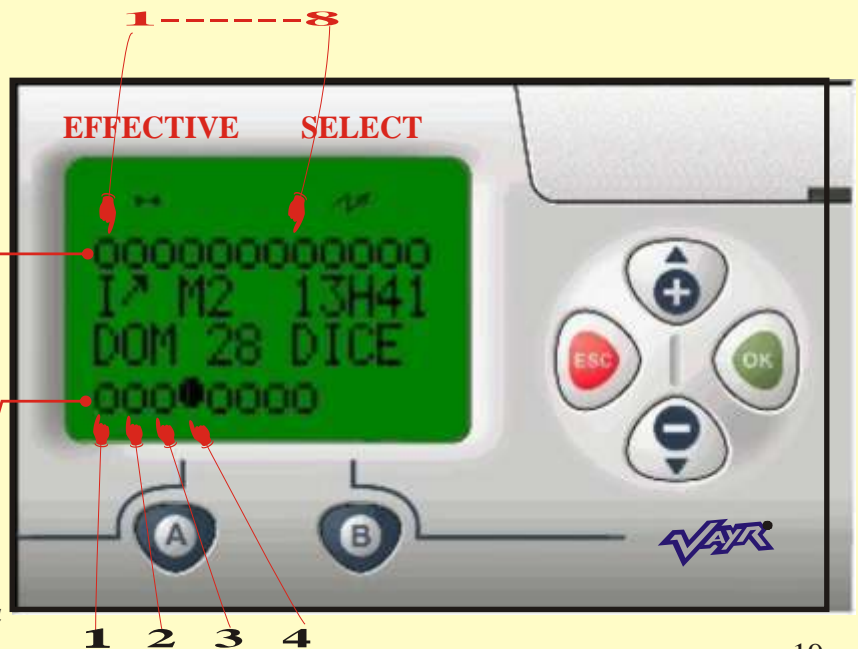 1-----8
EFFECTIVE SELECT
000000000000
I↗ M2 13H41
DOM 28 DICE
000●0000
ESC OK
A B
VAYR
1 2 3 4